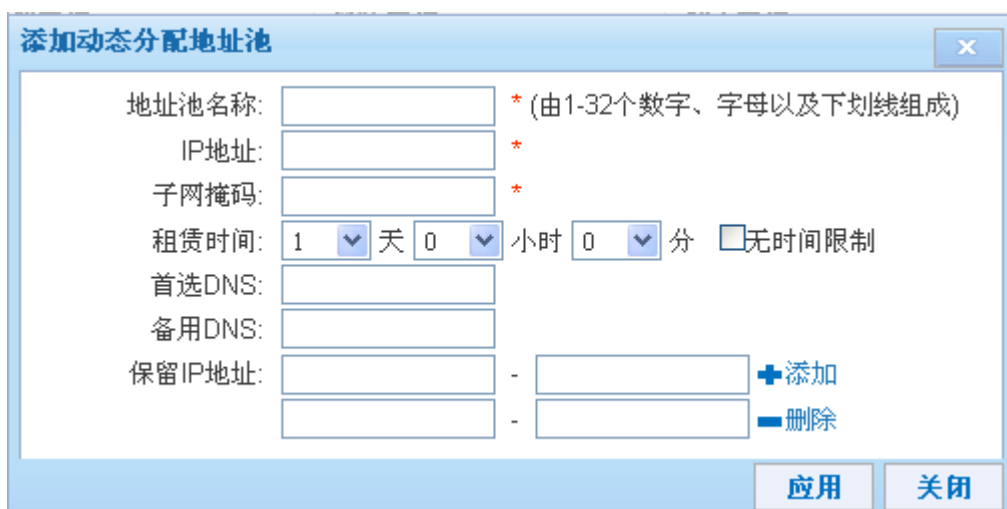 添加动态分配地址池
地址池名称: * (由1-32个数字、字母以及下划线组成)
IP地址: *
子网掩码: *
租赁时间: 1 天 0 小时 0 分 无时间限制
首选DNS:
备用DNS:
保留IP地址: - 添加
- 删除
应用 关闭